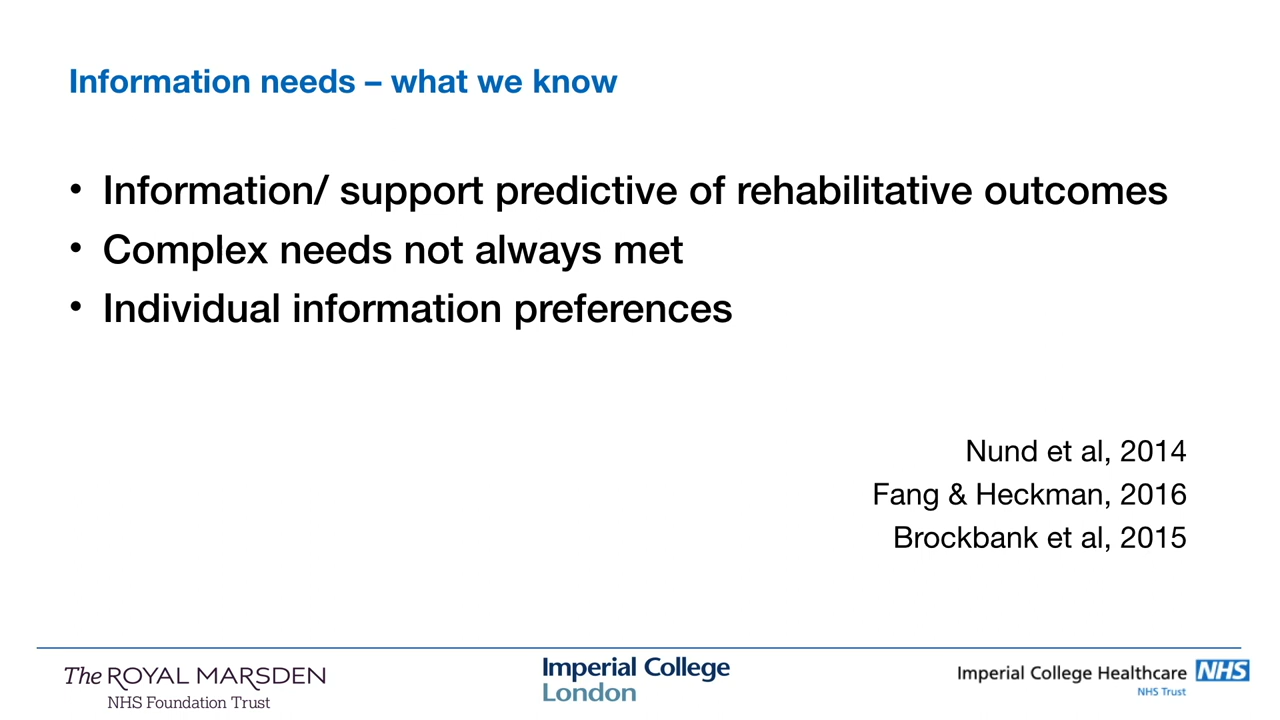 Information needs – what we know
• Information/ support predictive of rehabilitative outcomes
• Complex needs not always met
• Individual information preferences
Nund et al, 2014
Fang & Heckman, 2016
Brockbank et al, 2015
The ROYAL MARSDEN
NHS Foundation Trust
Imperial College
London
Imperial College Healthcare NHS
NHS Trust